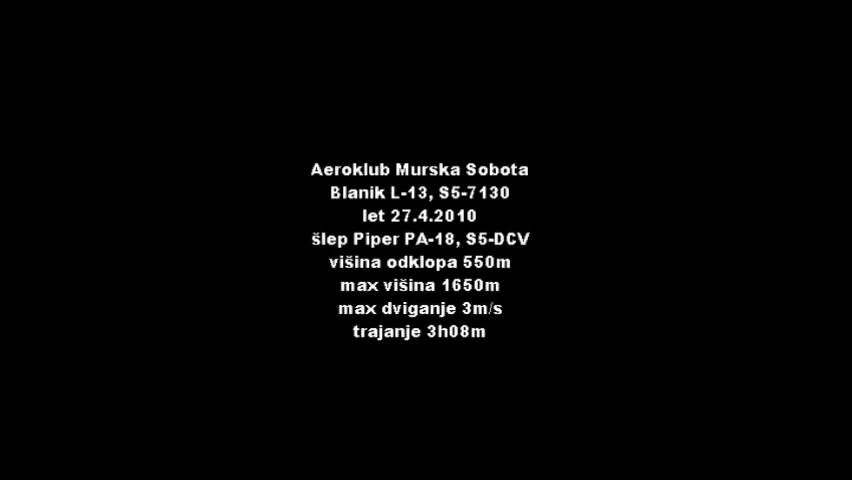 Aeroklub Murska Sobota
Blanik L-13, S5-7130
let 27.4.2010
šlep Piper PA-18, S5-DCV
višina odklopa 550m
max višina 1650m
max dviganje 3m/s
trajanje 3h08m